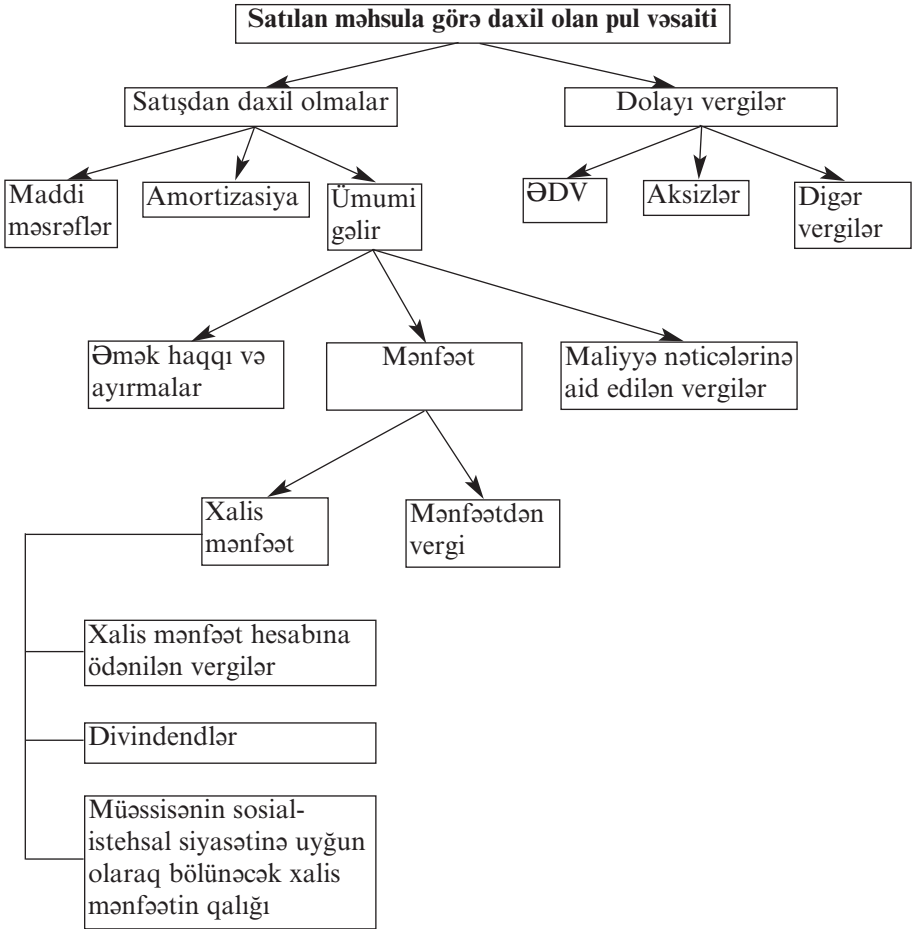 Satılan məhsula görə daxil olan pul vəsaiti
Satışdan daxil olmalar
Dolayı vergilər
Maddi
məsrəflər
Amortizasiya
Ümumi
gəlir
ƏDV
Aksizlər
Digər
vergilər
Əmək haqqı və
ayırmalar
Mənfəət
Maliyyə nəticələrinə
aid edilən vergilər
Xalis
mənfəət
Mənfəətdən
vergi
Xalis mənfəət hesabına
ödənilən vergilər
Divindendlər
Müəssisənin sosial-
istehsal siyasətinə uyğun
olaraq bölünəcək xalis
mənfəətin qalığı